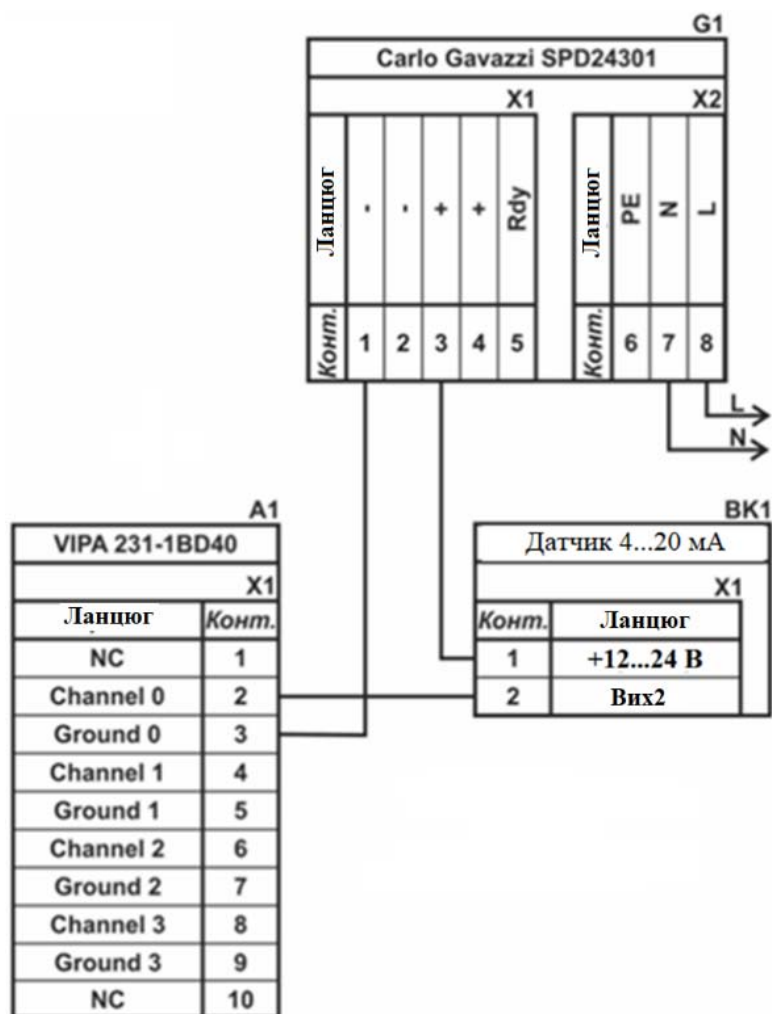 G1
Carlo Gavazzi SPD24301
X1 X2
Ланцюг - - + + Rdy Ланцюг PE N L
Конт. 1 2 3 4 5 Конт. 6 7 8
L
N
A1
VIPA 231-1BD40
X1
Ланцюг Конт.
NC 1
Channel 0 2
Ground 0 3
Channel 1 4
Ground 1 5
Channel 2 6
Ground 2 7
Channel 3 8
Ground 3 9
NC 10
BK1
Датчик 4...20 мА
X1
Конт. Ланцюг
1 +12...24 В
2 Вих2